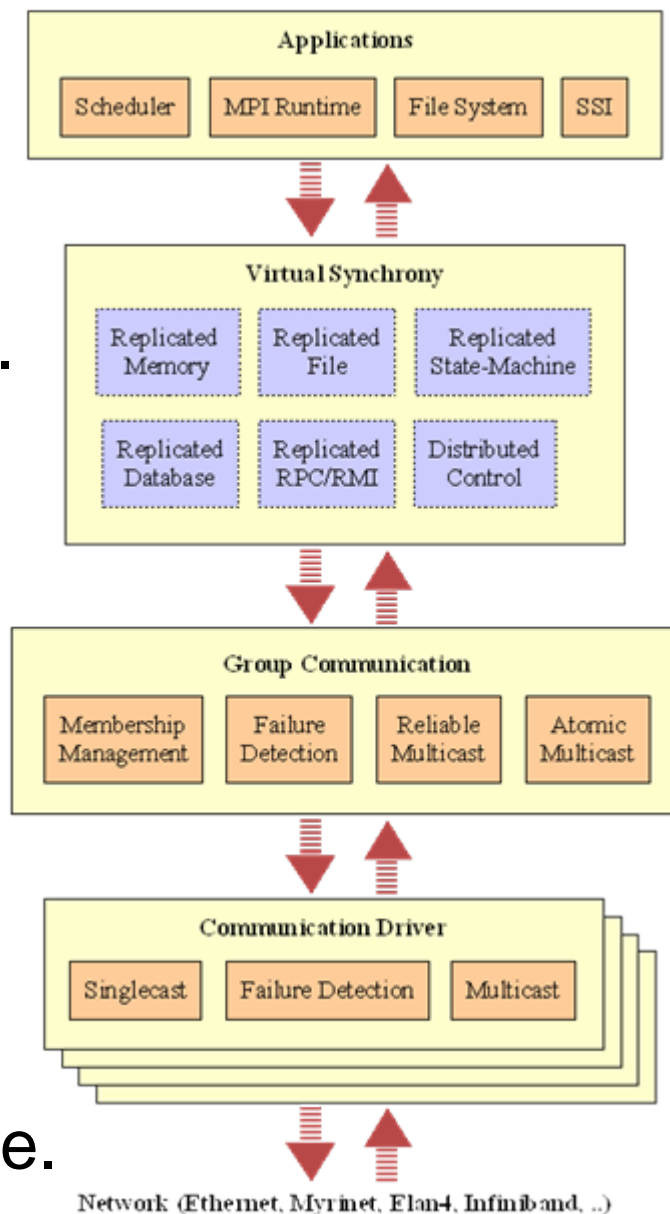 Applications
Scheduler
MPI Runtime
File System
SSI
Virtual Synchrony
Replicated
Memory
Replicated
File
Replicated
State-Machine
.
Replicated
Database
Replicated
RPC/RMI
Distributed
Control
Group Communication
Membership
Management
Failure
Detection
Reliable
Multicast
Atomic
Multicast
Communication Driver
Singlecast
Failure Detection
Multicast
e.
Network (Ethernet, Myrinet, Elan4, Infiniband, ..)